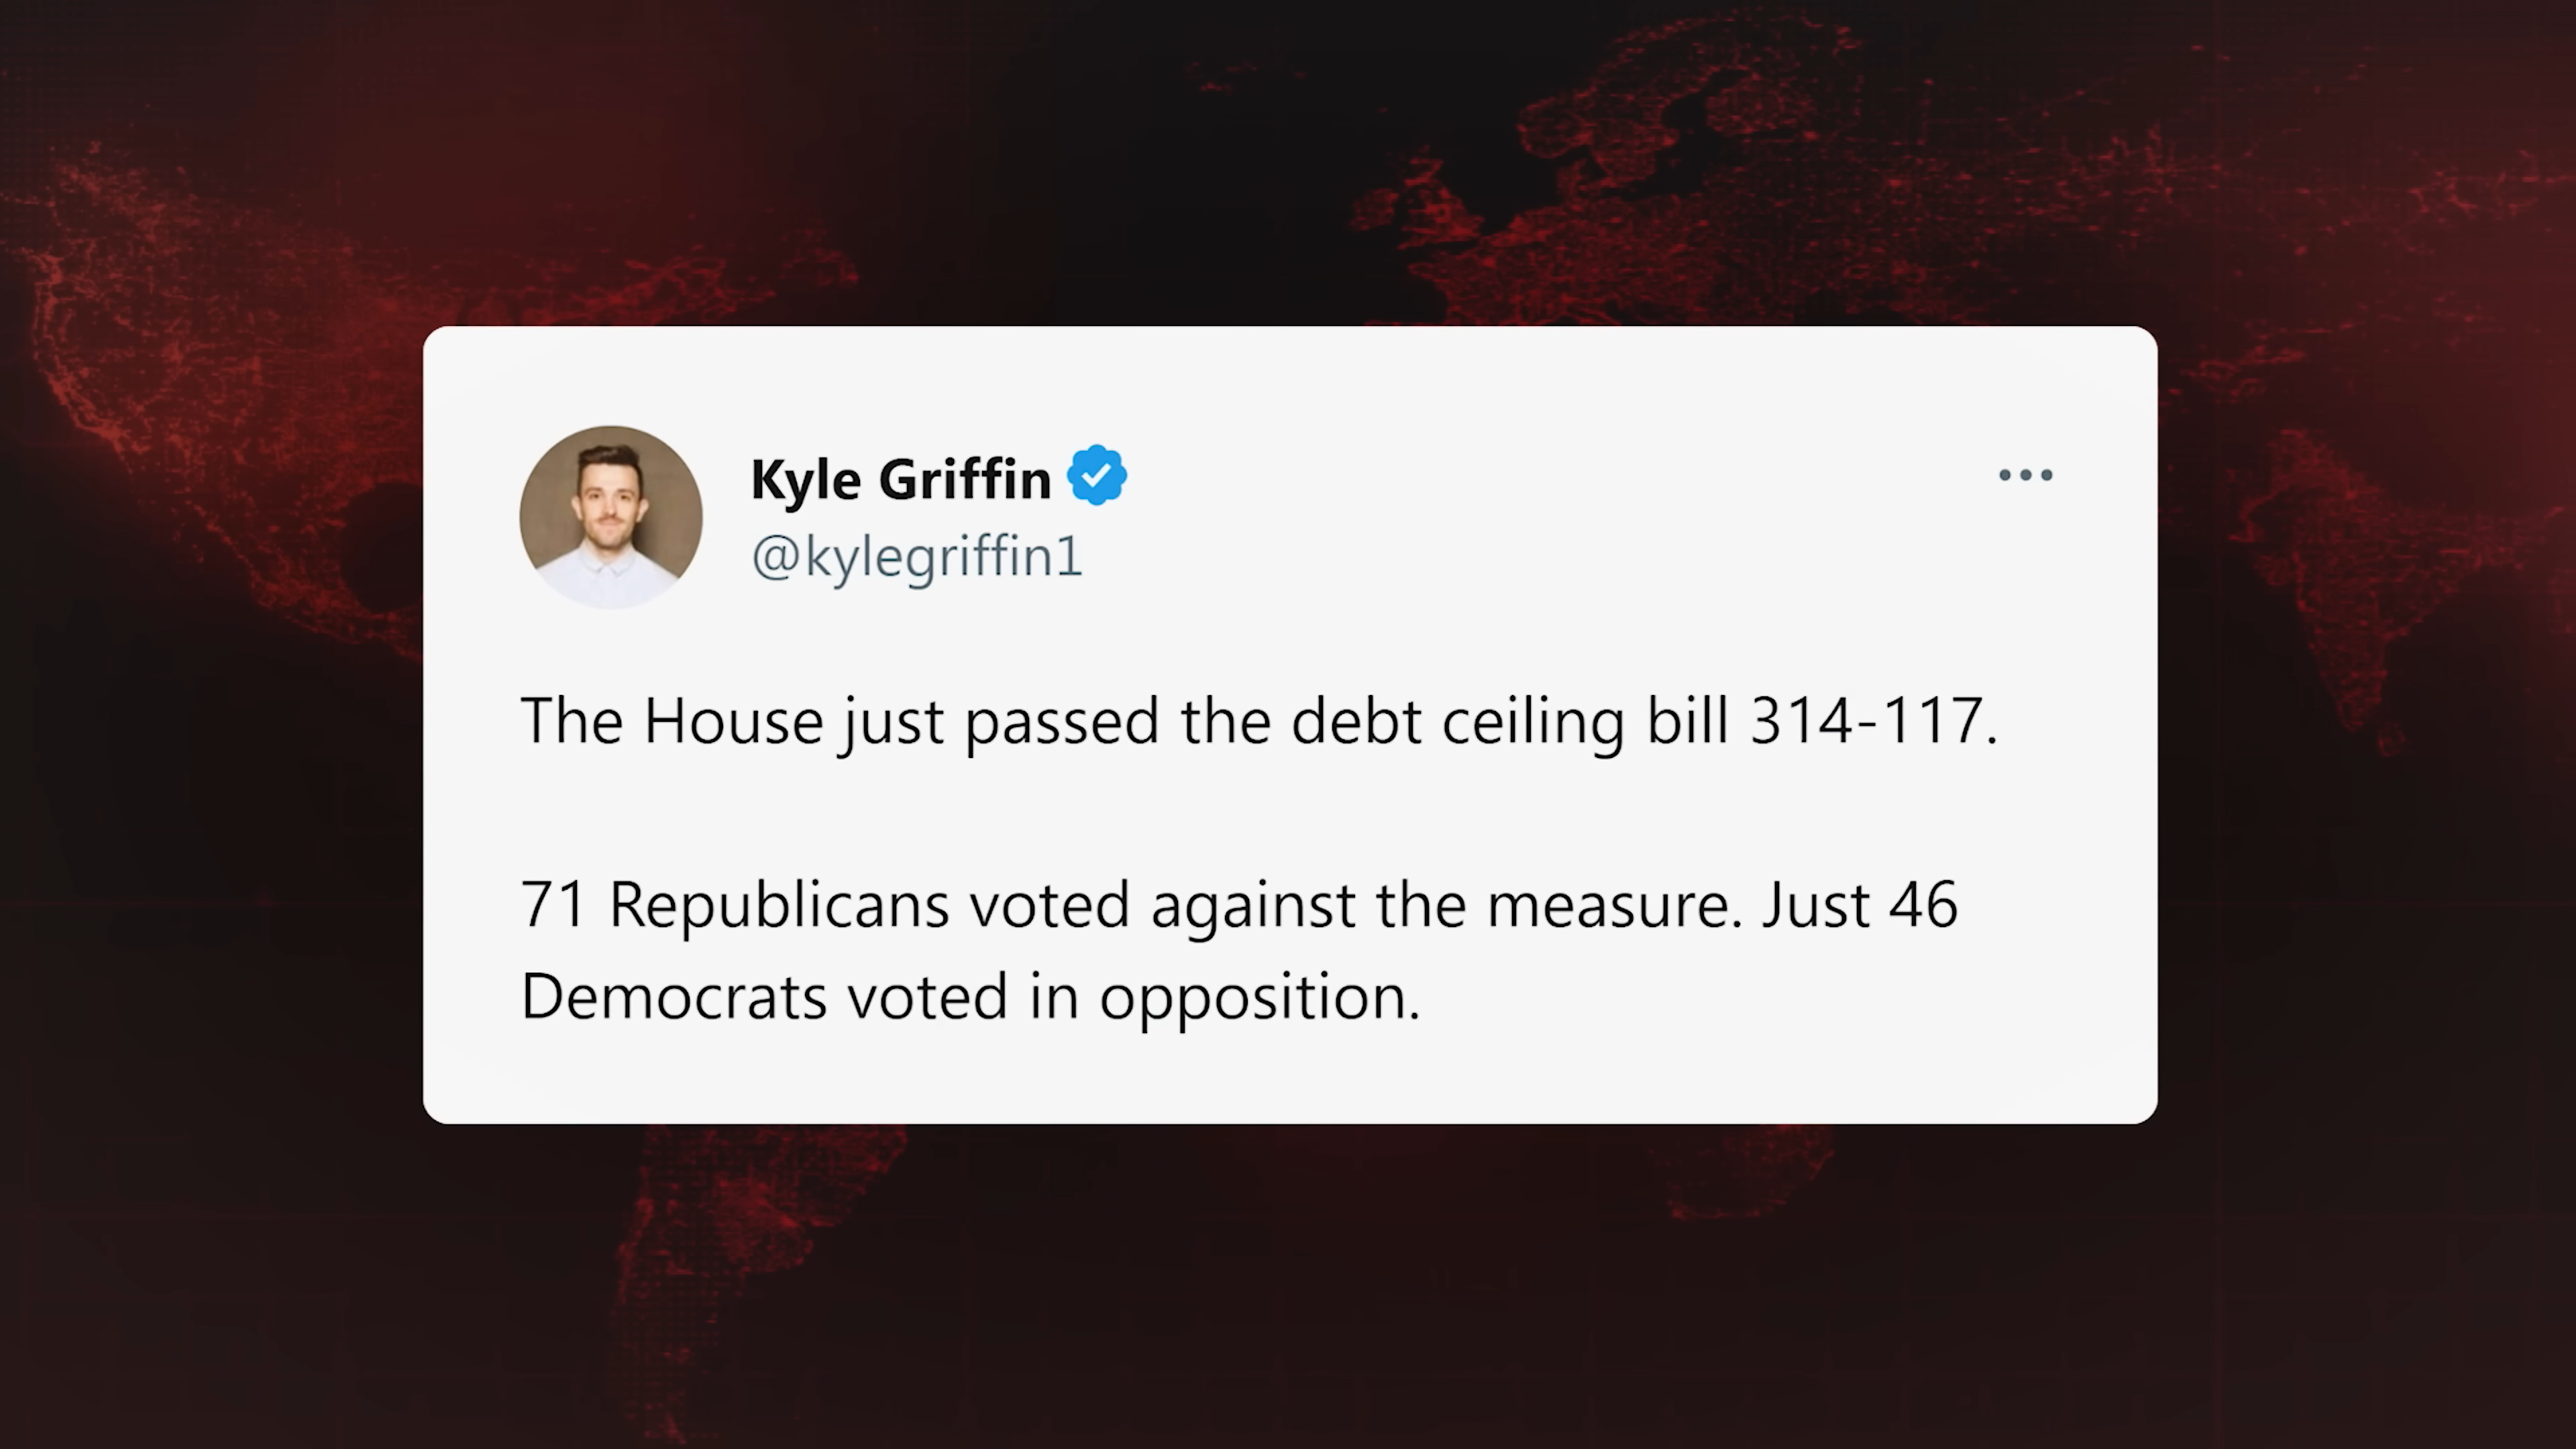 Kyle Griffin
@kylegriffin1
The House just passed the debt ceiling bill 314-117.
71 Republicans voted against the measure. Just 46
Democrats voted in opposition.